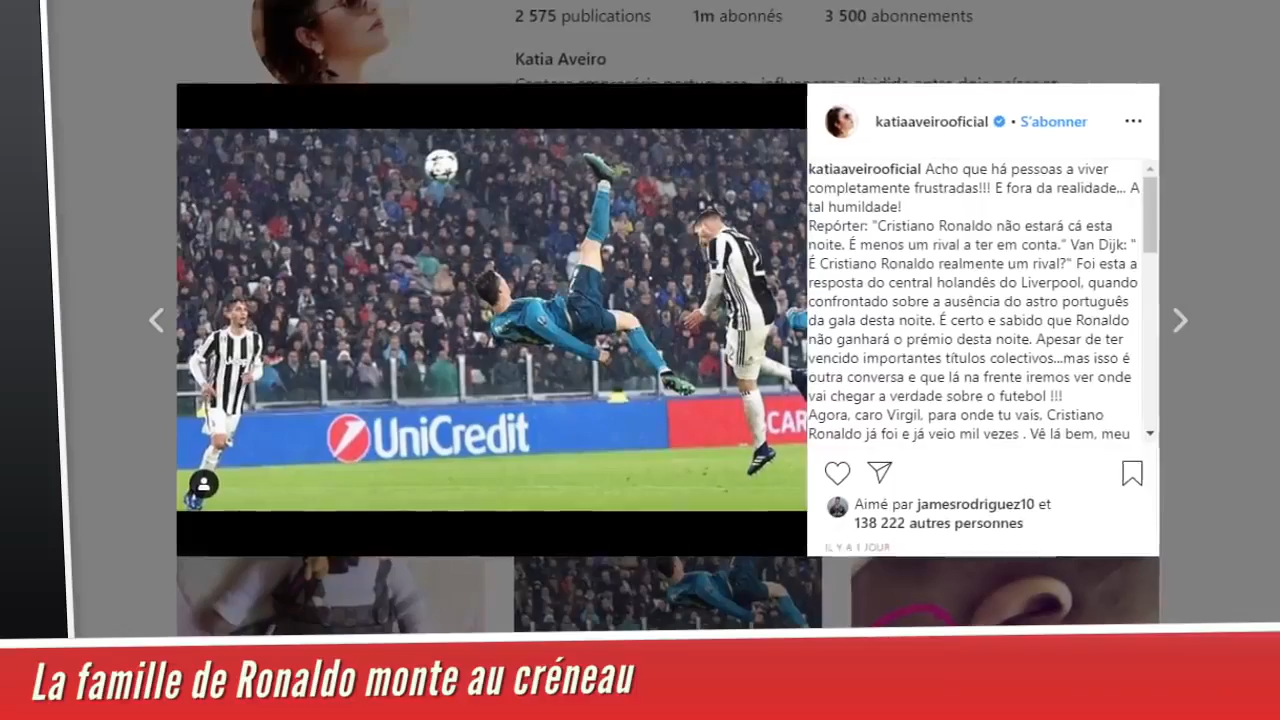 2 575 publications 1m abonnés 3 500 abonnements
Katia Aveiro
katiaaveirooficial • S'abonner
katiaaveirooficial Acho que há pessoas a viver
completamente frustradas!!! E fora da realidade... A
tal humildade!
Repórter: "Cristiano Ronaldo não estará cá esta
noite. É menos um rival a ter em conta." Van Dijk: "
É Cristiano Ronaldo realmente um rival?" Foi esta a
resposta do central holandês do Liverpool, quando
confrontado sobre a ausência do astro português
da gala desta noite. É certo e sabido que Ronaldo
não ganhará o prémio desta noite. Apesar de ter
vencido importantes títulos colectivos...mas isso é
outra conversa e que lá na frente iremos ver onde
vai chegar a verdade sobre o futebol !!!
Agora, caro Virgil, para onde tu vais, Cristiano
Ronaldo já foi e já veio mil vezes . Vê lá bem, meu
UniCredit
2
Aimé par jamesrodriguez10 et
138 222 autres personnes
IL Y A 1 JOUR
La famille de Ronaldo monte au créneau